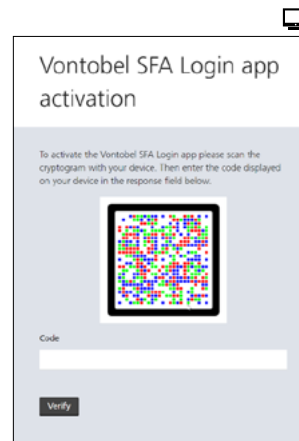 Vontobel SFA Login app
activation
To activate the Vontobel SFA Login app please scan the
cryptogram with your device. Then enter the code displayed
on your device in the response field below.
Code
Verify